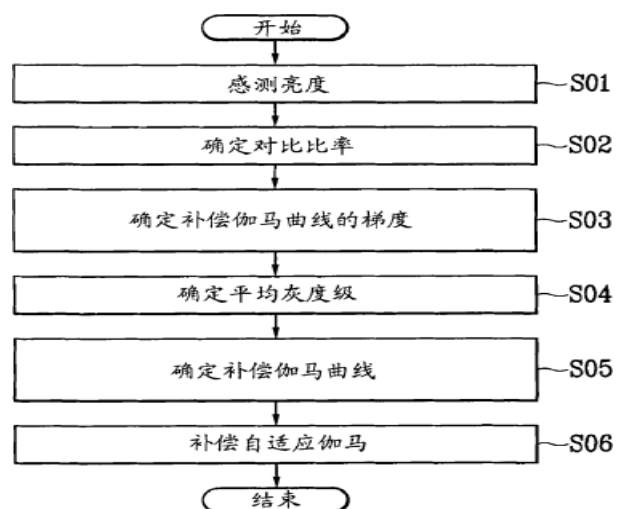 开始
感测亮度
S01
确定对比比率
S02
确定补偿伽马曲线的梯度
S03
确定平均灰度级
S04
确定补偿伽马曲线
S05
补偿自适应伽马
S06
结束